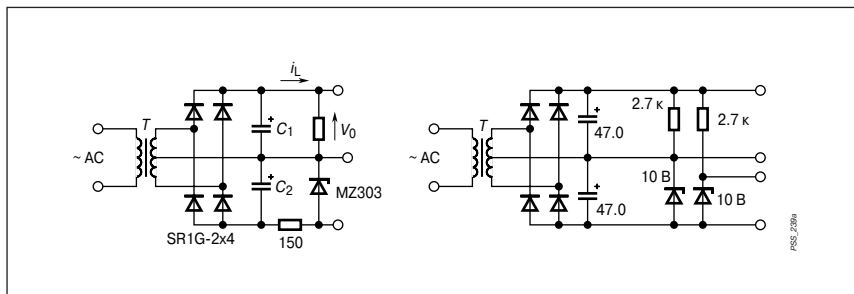 T
~ AC
SR1G-2x4
C1
C2
iL
V0
MZ303
150
T
~ AC
47.0
47.0
2.7 к
2.7 к
10 В
10 В
PSS_239a